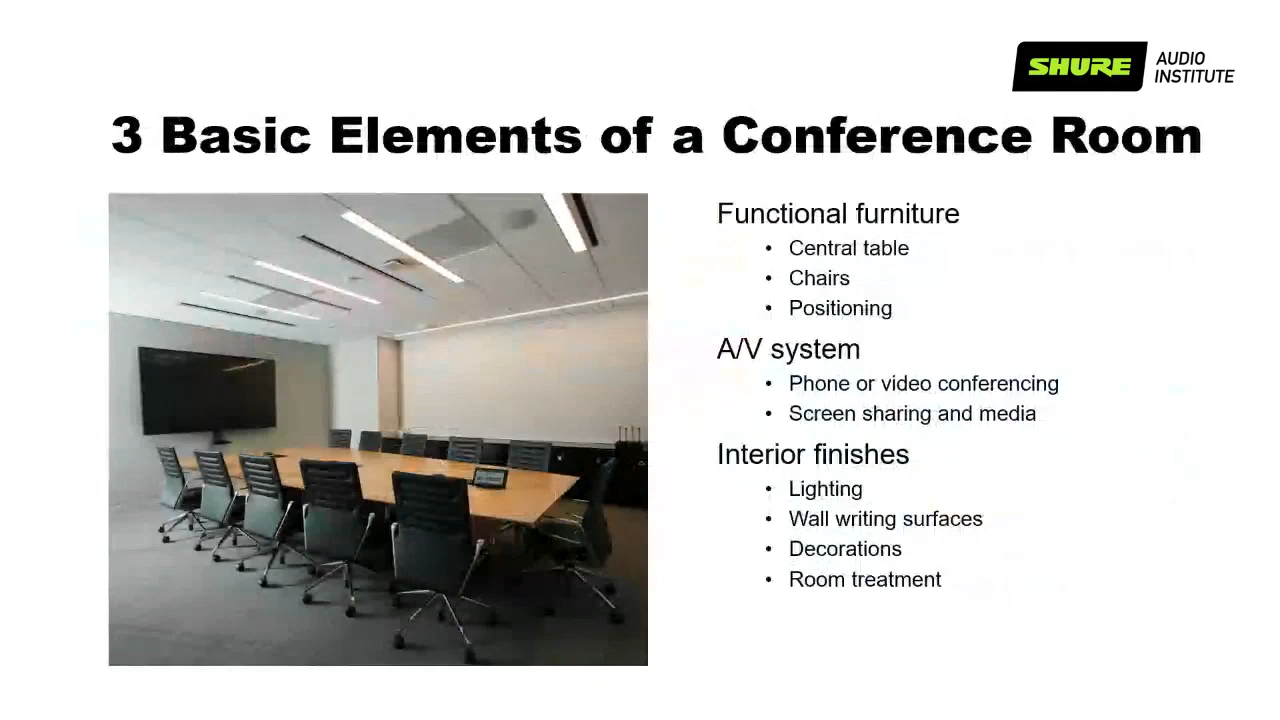 SHURE AUDIO INSTITUTE
3 Basic Elements of a Conference Room
Functional furniture
• Central table
• Chairs
• Positioning
A/V system
• Phone or video conferencing
• Screen sharing and media
Interior finishes
• Lighting
• Wall writing surfaces
• Decorations
• Room treatment